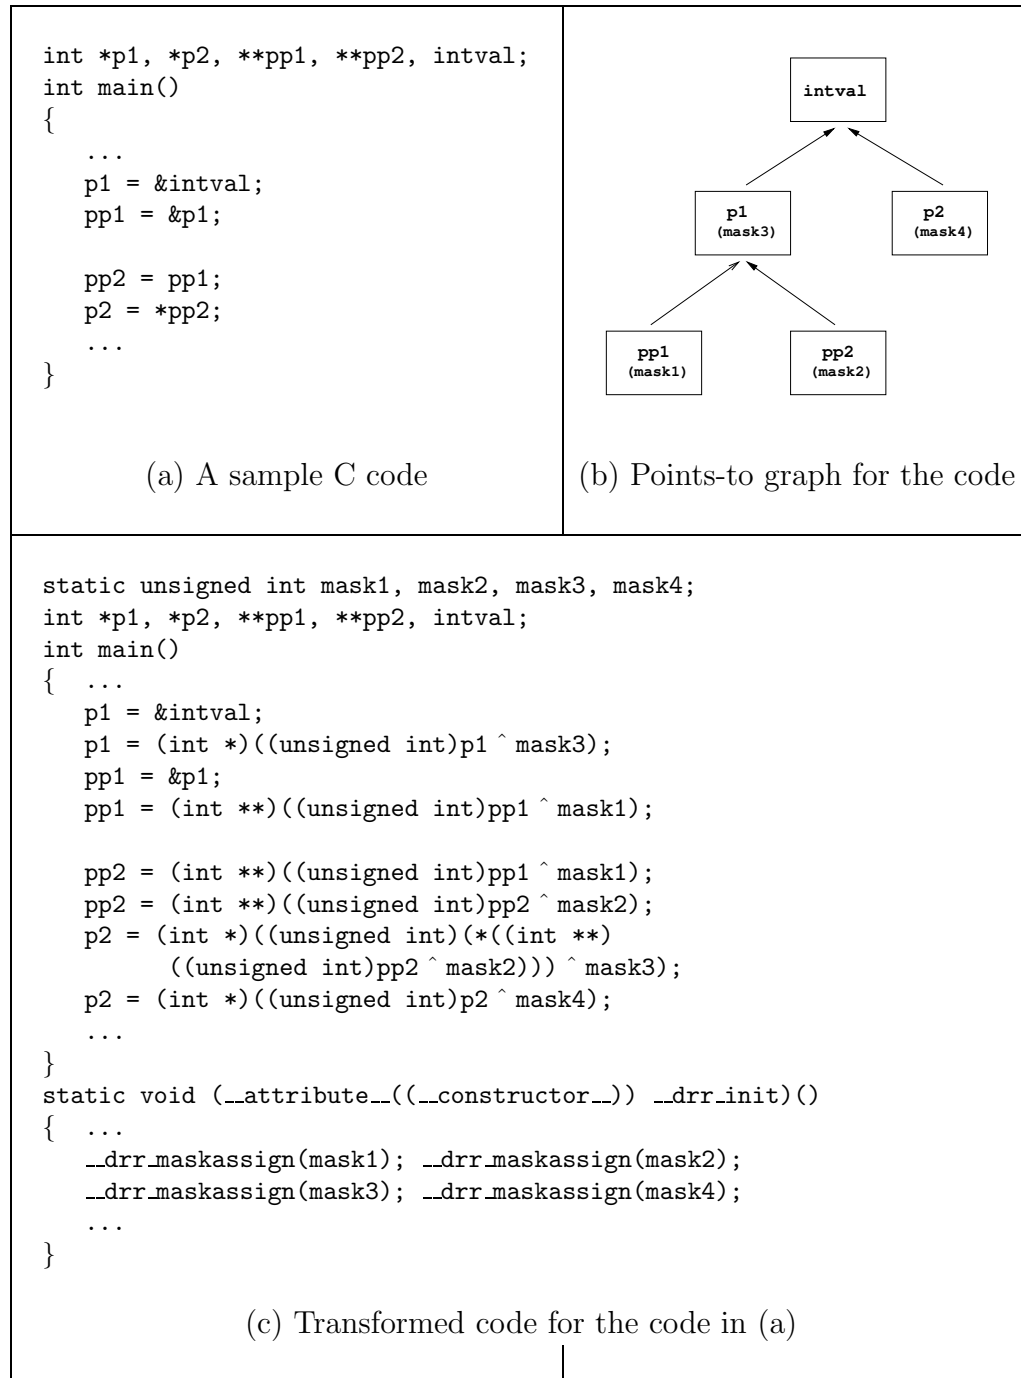 int *p1, *p2, **pp1, **pp2, intval;
int main()
{
...
p1 = &intval;
pp1 = &p1;
pp2 = pp1;
p2 = *pp2;
...
}
(a) A sample C code
intval
p1
(mask3)
p2
(mask4)
pp1
(mask1)
pp2
(mask2)
(b) Points-to graph for the code
static unsigned int mask1, mask2, mask3, mask4;
int *p1, *p2, **pp1, **pp2, intval;
int main()
{ ...
p1 = &intval;
p1 = (int *)((unsigned int)p1 ^ mask3);
pp1 = &p1;
pp1 = (int **)((unsigned int)pp1 ^ mask1);
pp2 = (int **)((unsigned int)pp1 ^ mask1);
pp2 = (int **)((unsigned int)pp2 ^ mask2);
p2 = (int *)((unsigned int)(*((int **)
((unsigned int)pp2 ^ mask2))) ^ mask3);
p2 = (int *)((unsigned int)p2 ^ mask4);
...
}
static void (__attribute__((__constructor__)) __drr_init)()
{ ...
__drr_maskassign(mask1); __drr_maskassign(mask2);
__drr_maskassign(mask3); __drr_maskassign(mask4);
...
}
(c) Transformed code for the code in (a)